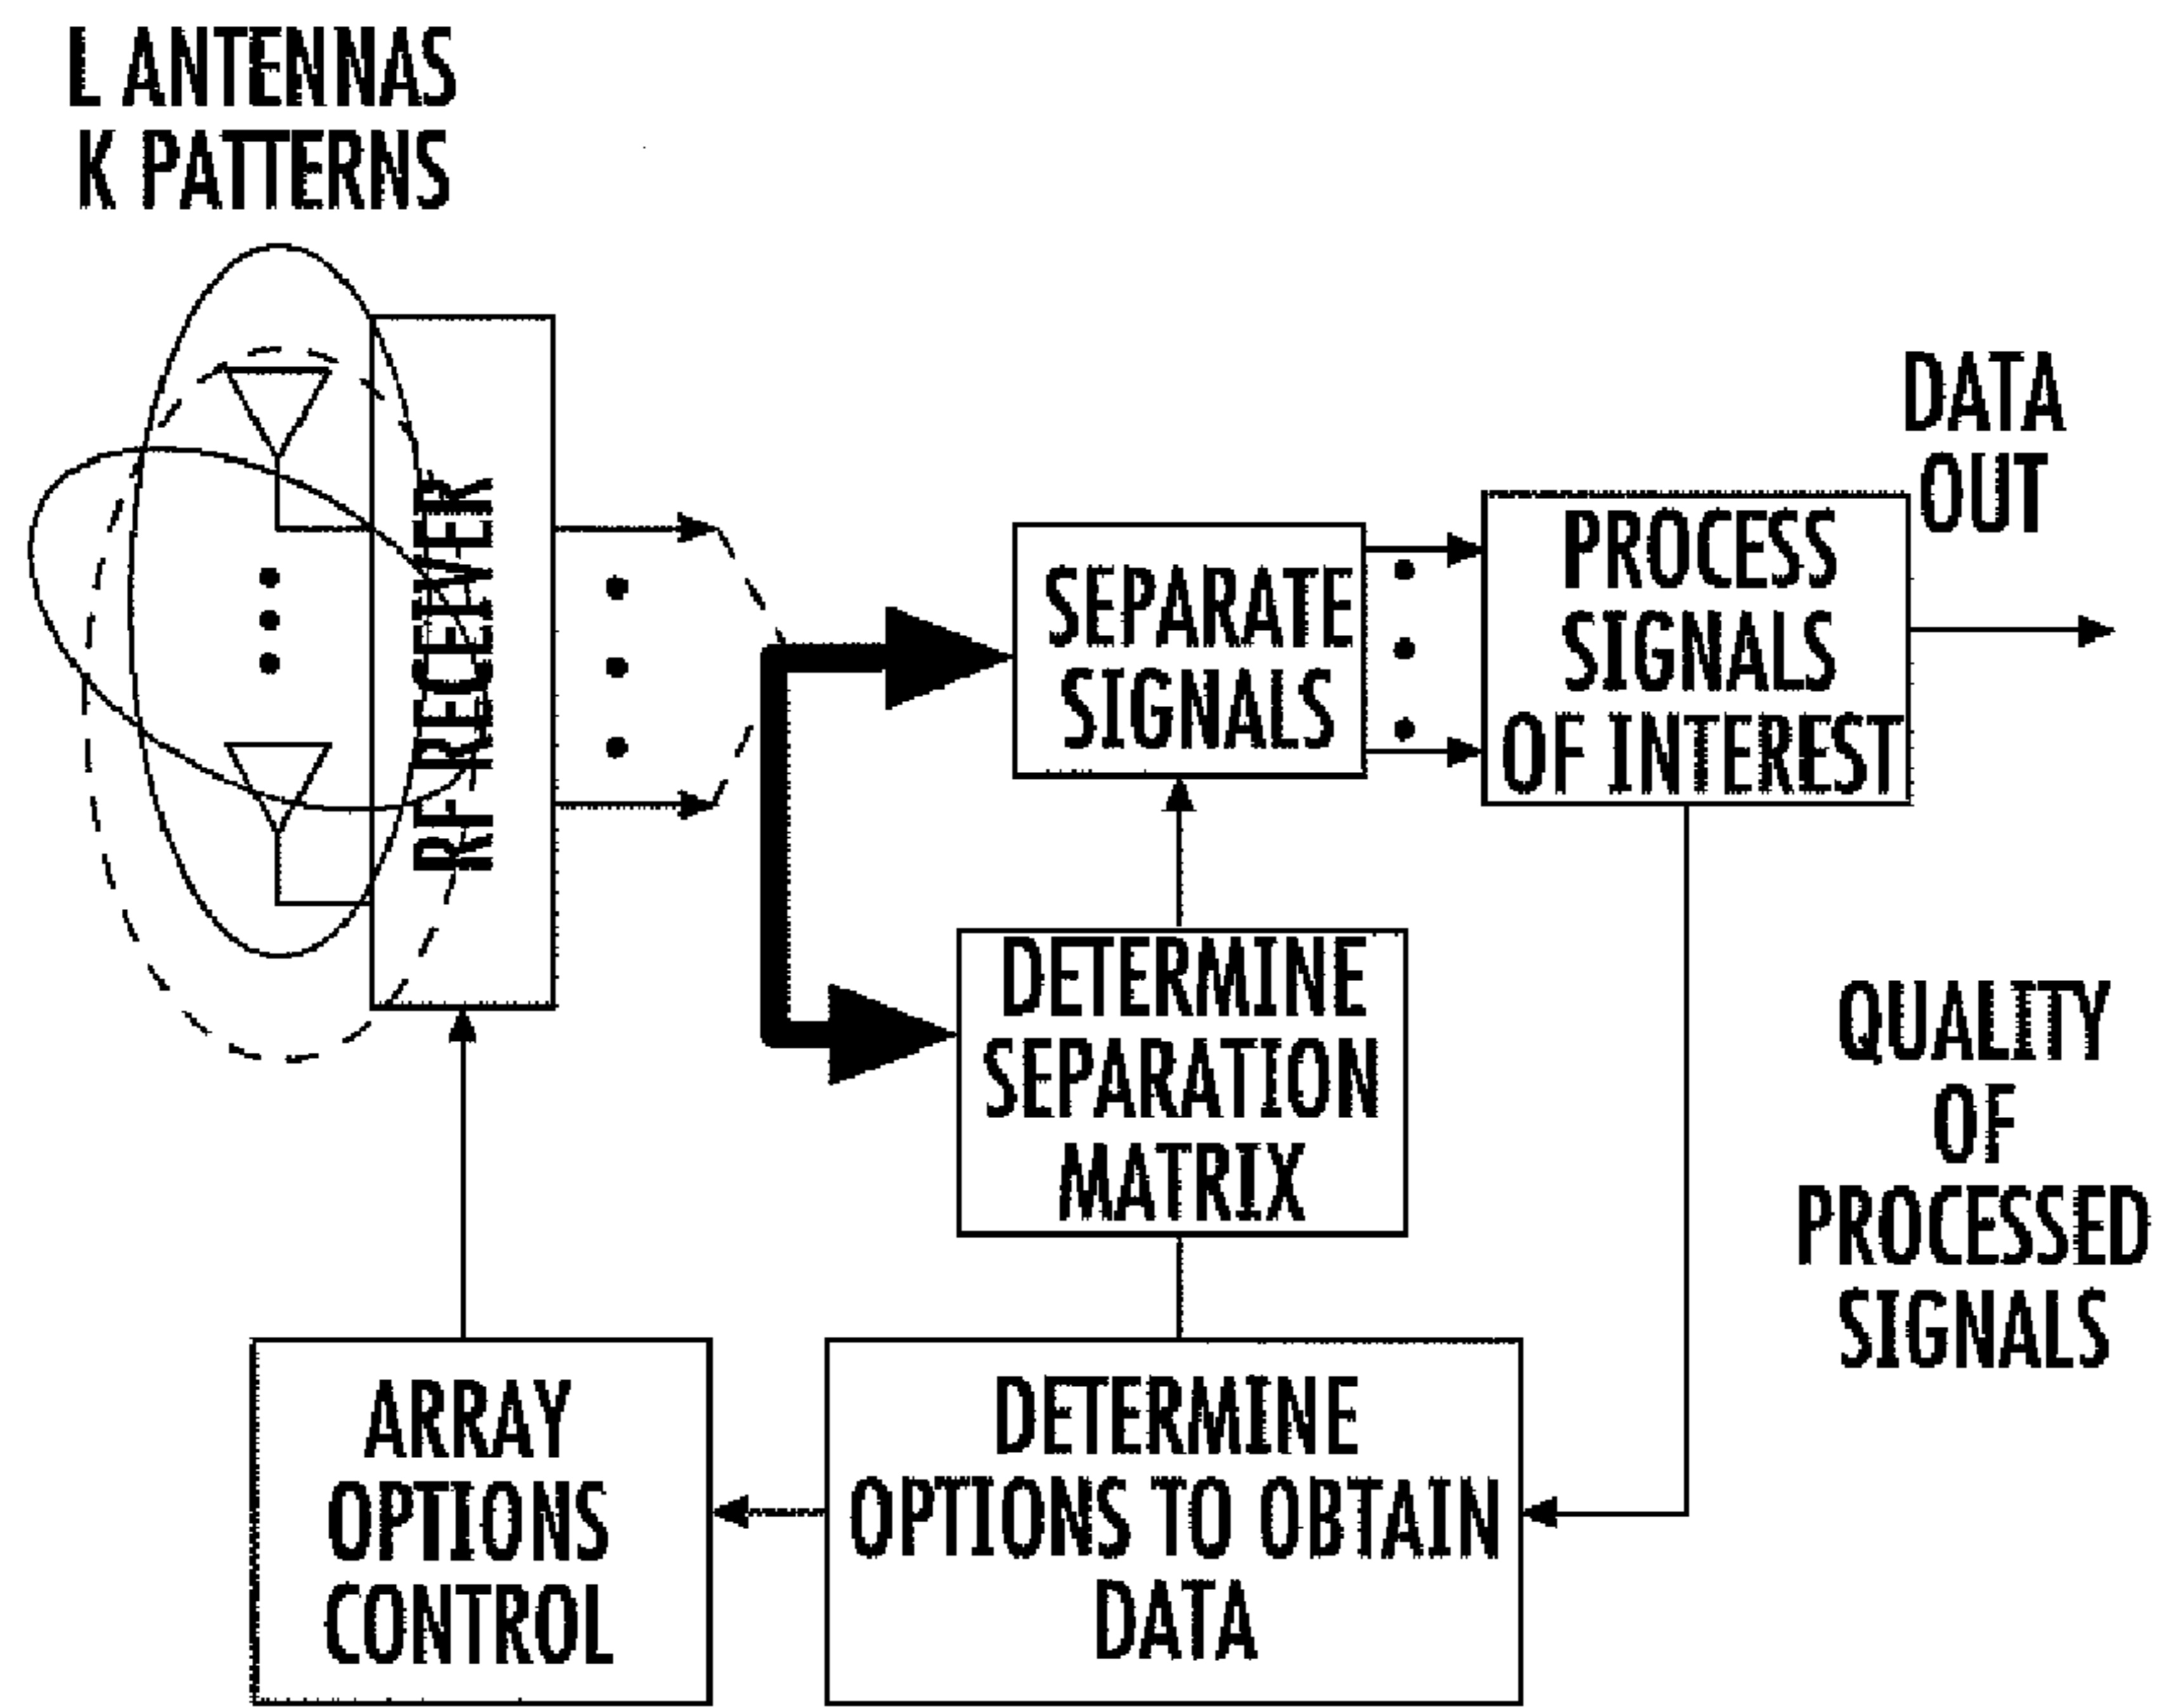 L ANTENNAS
K PATTERNS
RF RECEIVER
SEPARATE
SIGNALS
PROCESS
SIGNALS
OF INTEREST
DATA
OUT
DETERMINE
SEPARATION
MATRIX
QUALITY
OF
PROCESSED
SIGNALS
ARRAY
OPTIONS
CONTROL
DETERMINE
OPTIONS TO OBTAIN
DATA